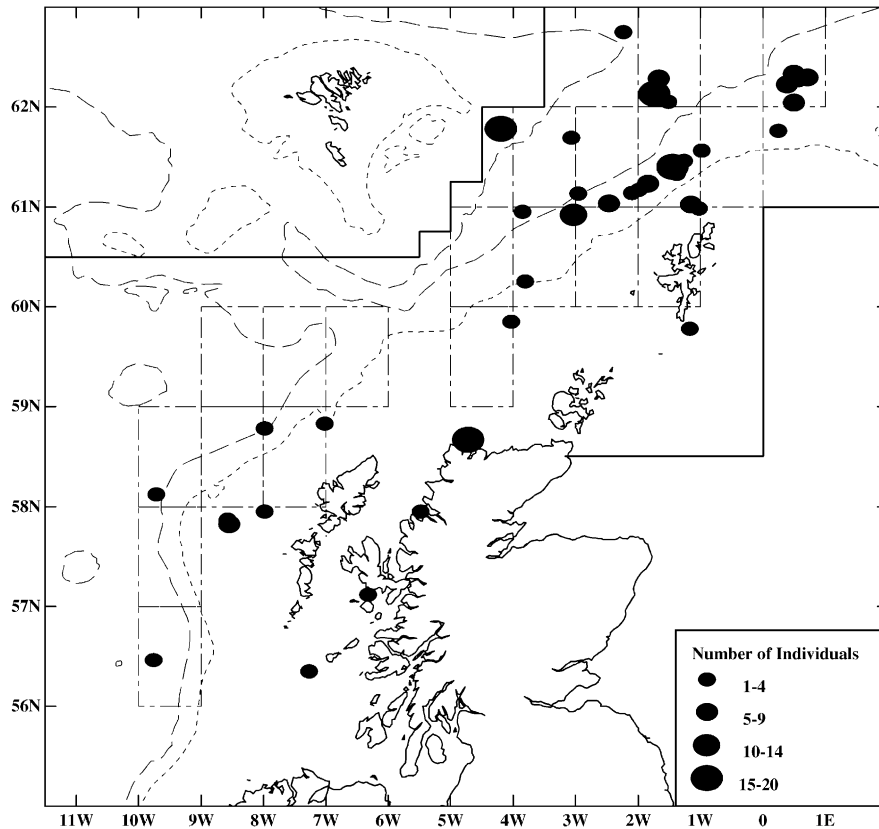 62N
61N
60N
59N
58N
57N
56N
Number of Individuals
1-4
5-9
10-14
15-20
11W 10W 9W 8W 7W 6W 5W 4W 3W 2W 1W 0 1E